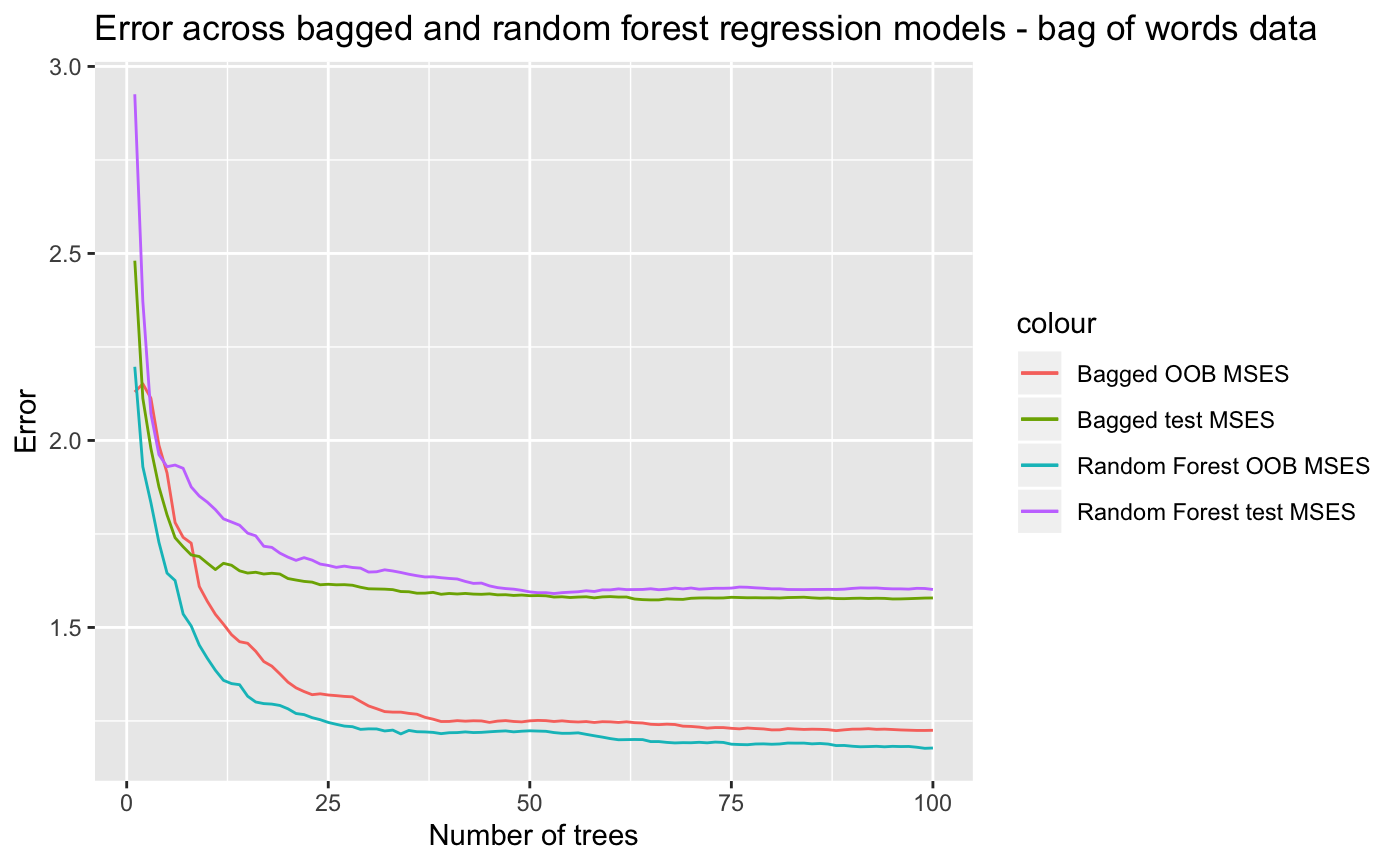 Error across bagged and random forest regression models - bag of words data
3.0
2.5
2.0
1.5
Error
0
25
50
75
100
Number of trees
colour
Bagged OOB MSES
Bagged test MSES
Random Forest OOB MSES
Random Forest test MSES